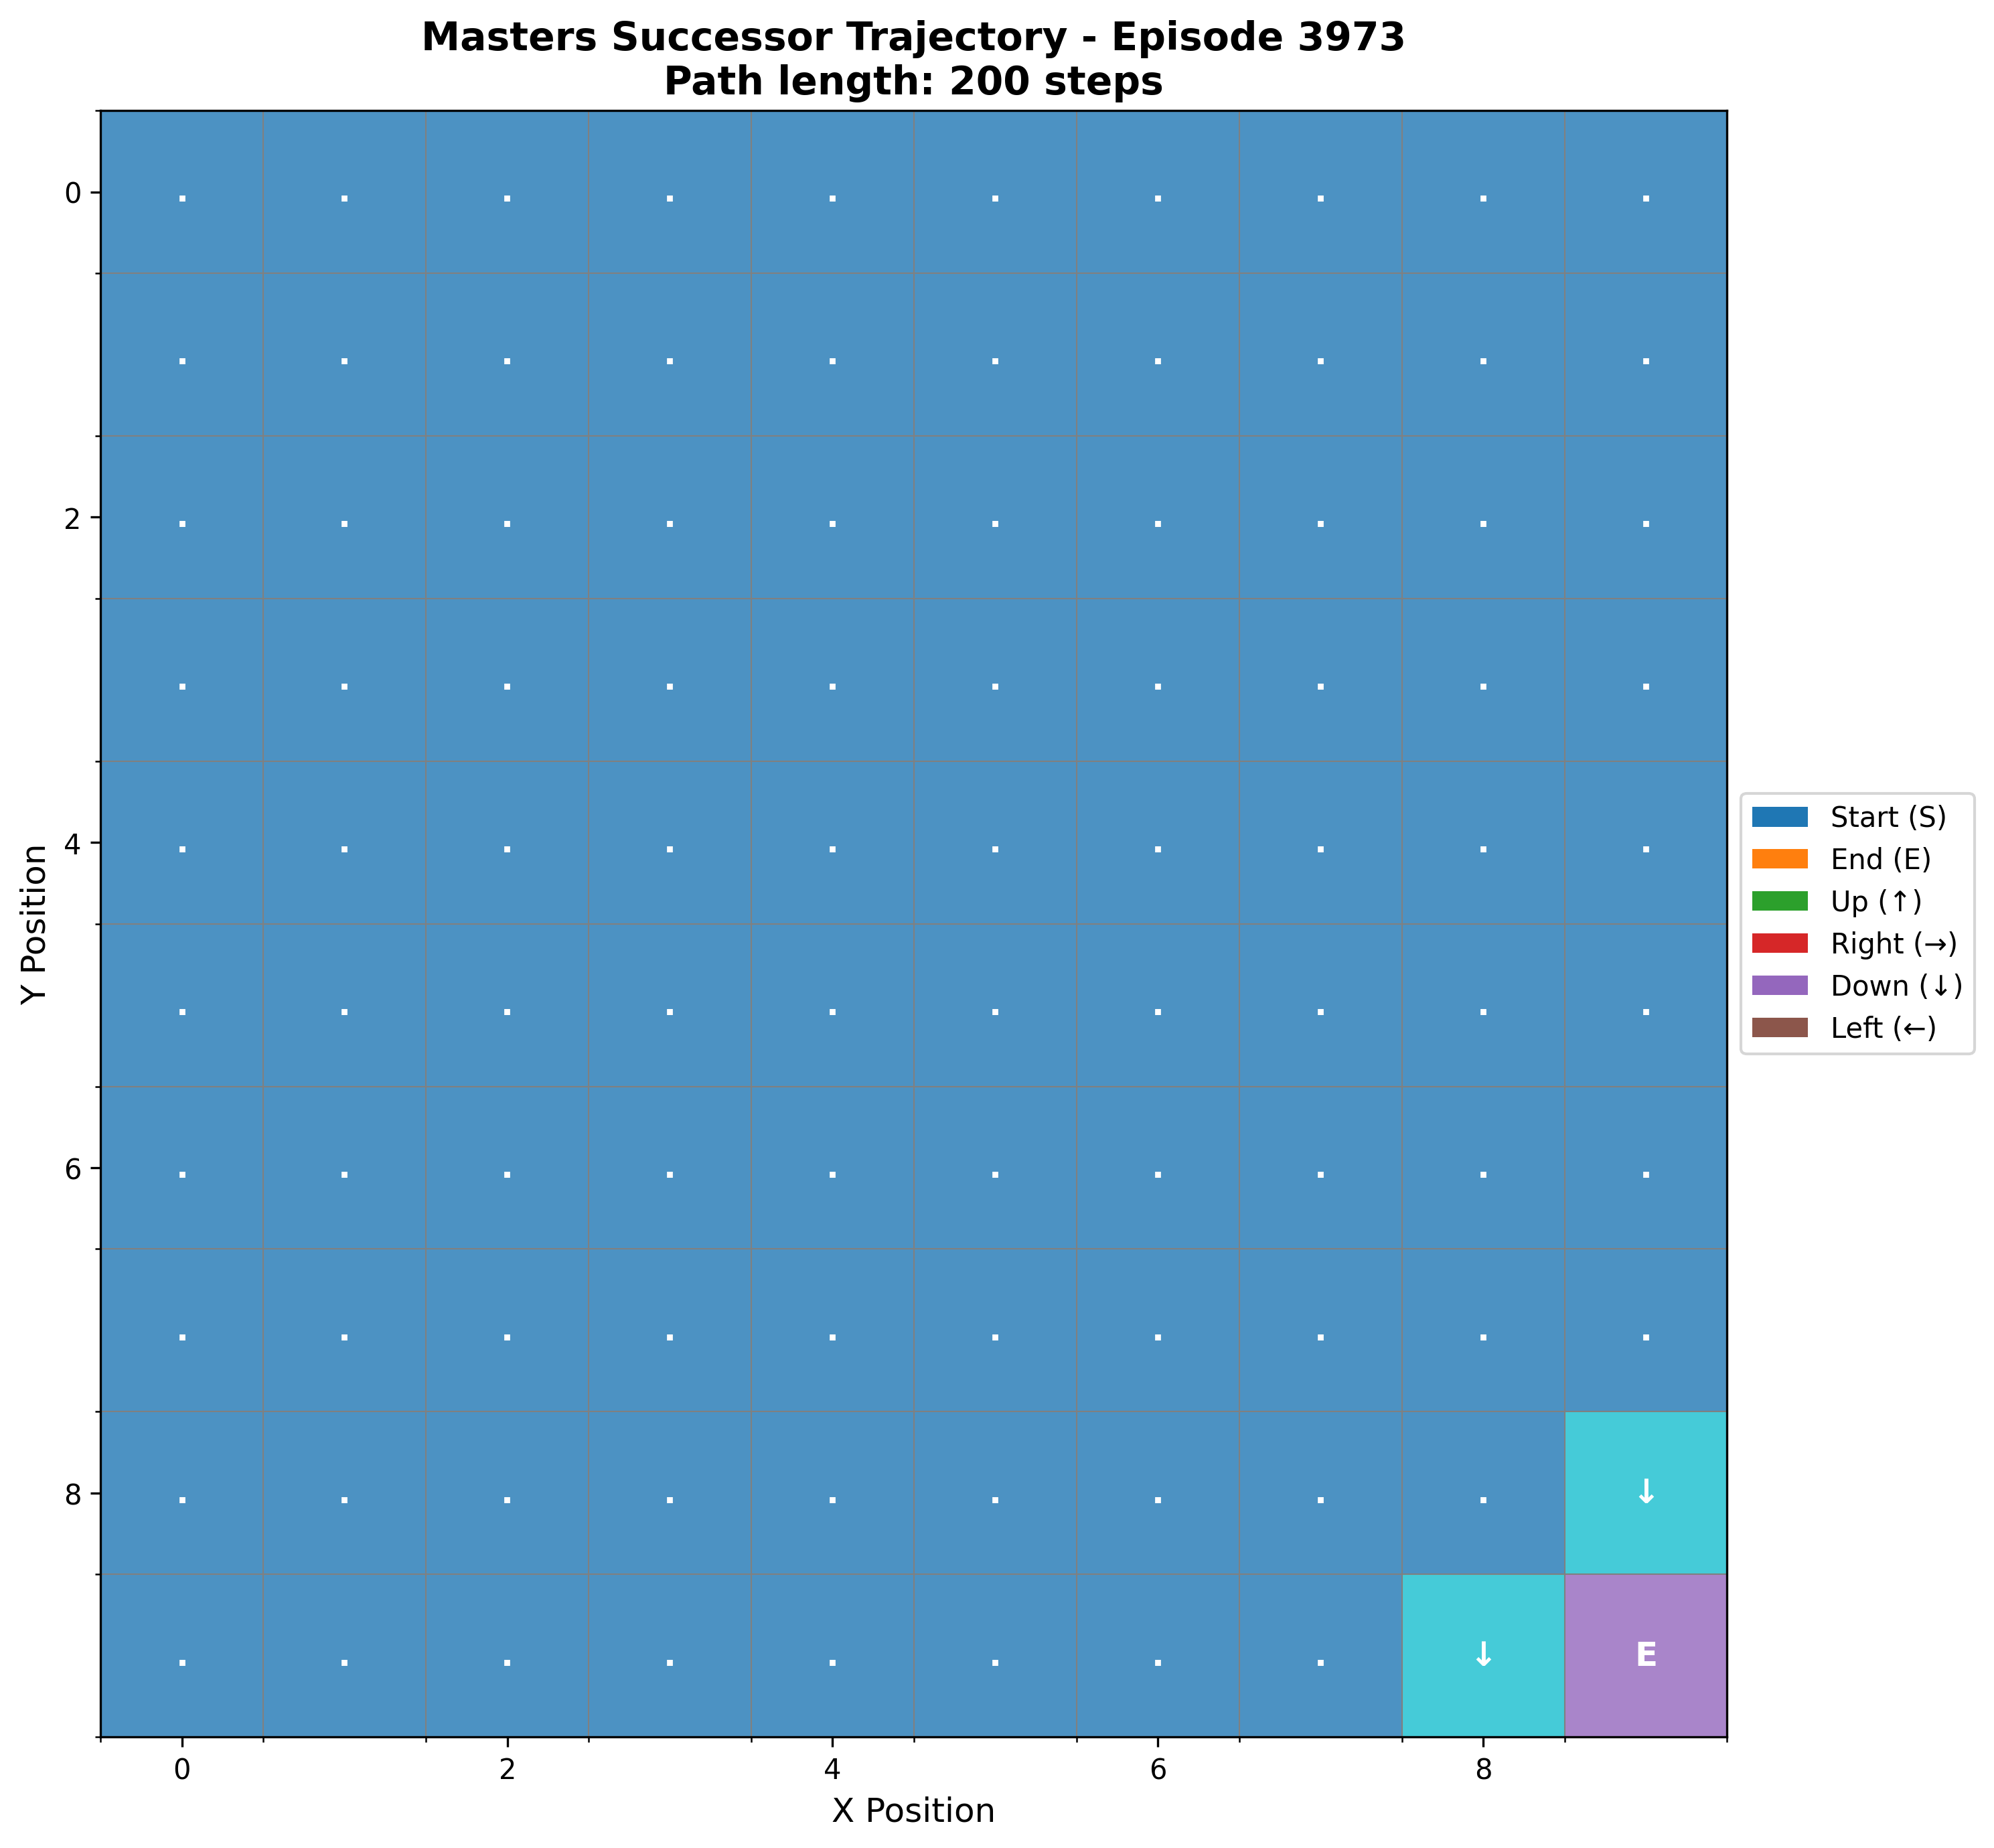 Masters Successor Trajectory - Episode 3973
Path length: 200 steps
0
2
4
6
8
Y Position
↓
↓ E
0 2 4 6 8
X Position
Start (S)
End (E)
Up (↑)
Right (→)
Down (↓)
Left (←)